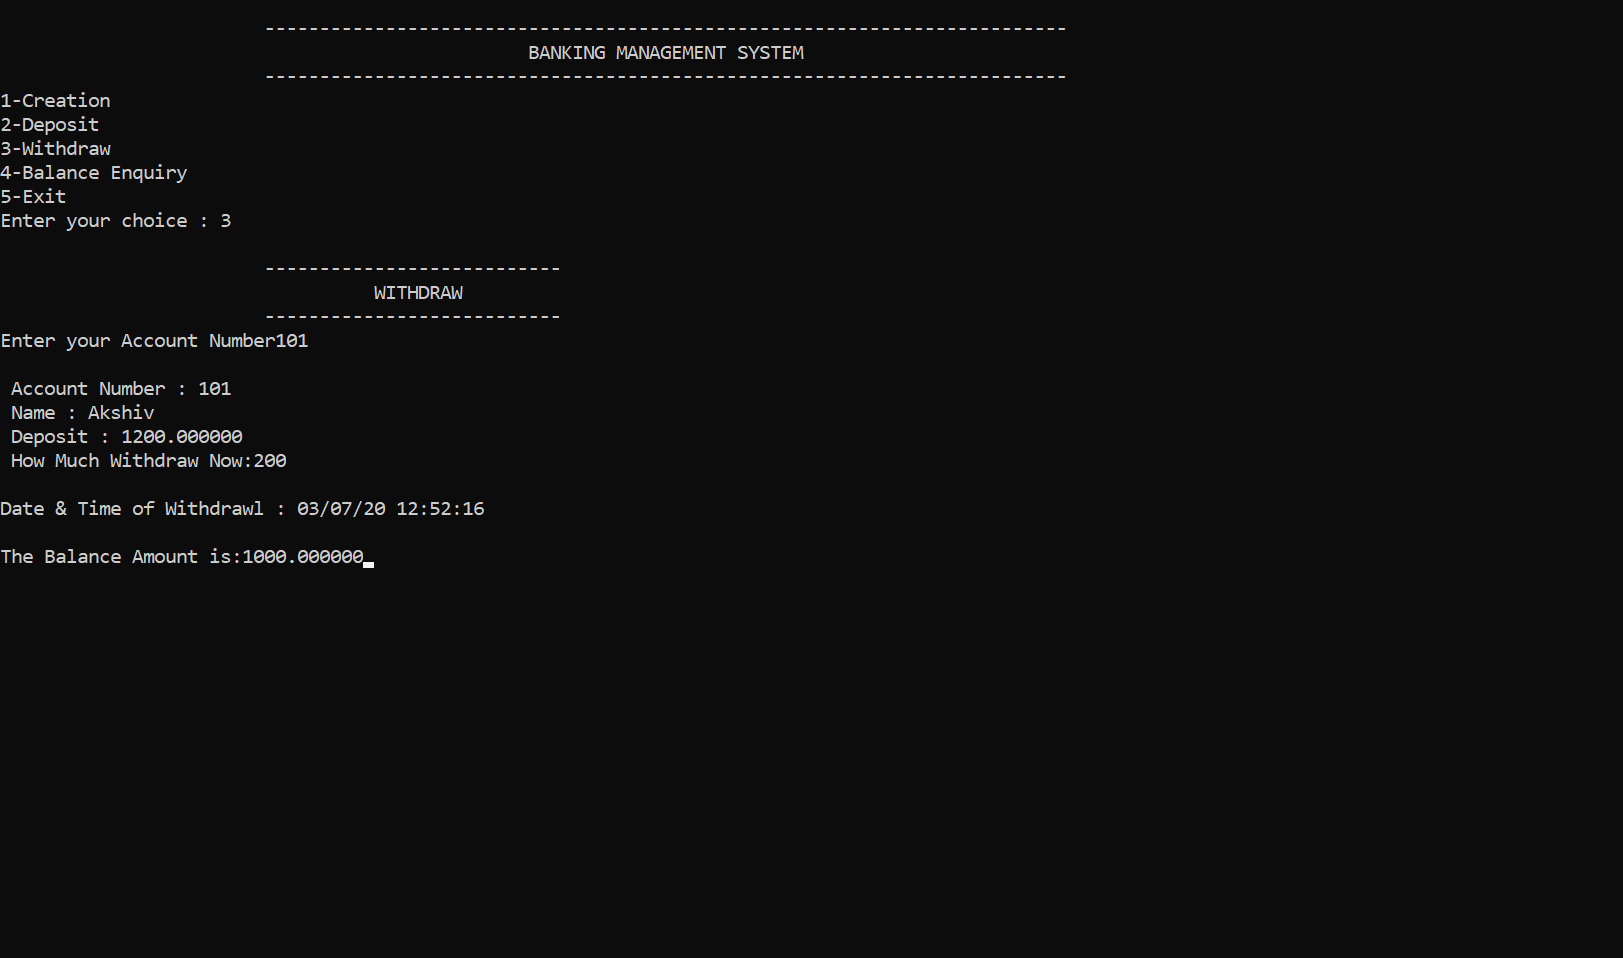 -------------------------------------------------------------------------
BANKING MANAGEMENT SYSTEM
-------------------------------------------------------------------------
1-Creation
2-Deposit
3-Withdraw
4-Balance Enquiry
5-Exit
Enter your choice : 3
---------------------------
WITHDRAW
---------------------------
Enter your Account Number101
Account Number : 101
Name : Akshiv
Deposit : 1200.000000
How Much Withdraw Now:200
Date & Time of Withdrawl : 03/07/20 12:52:16
The Balance Amount is:1000.000000